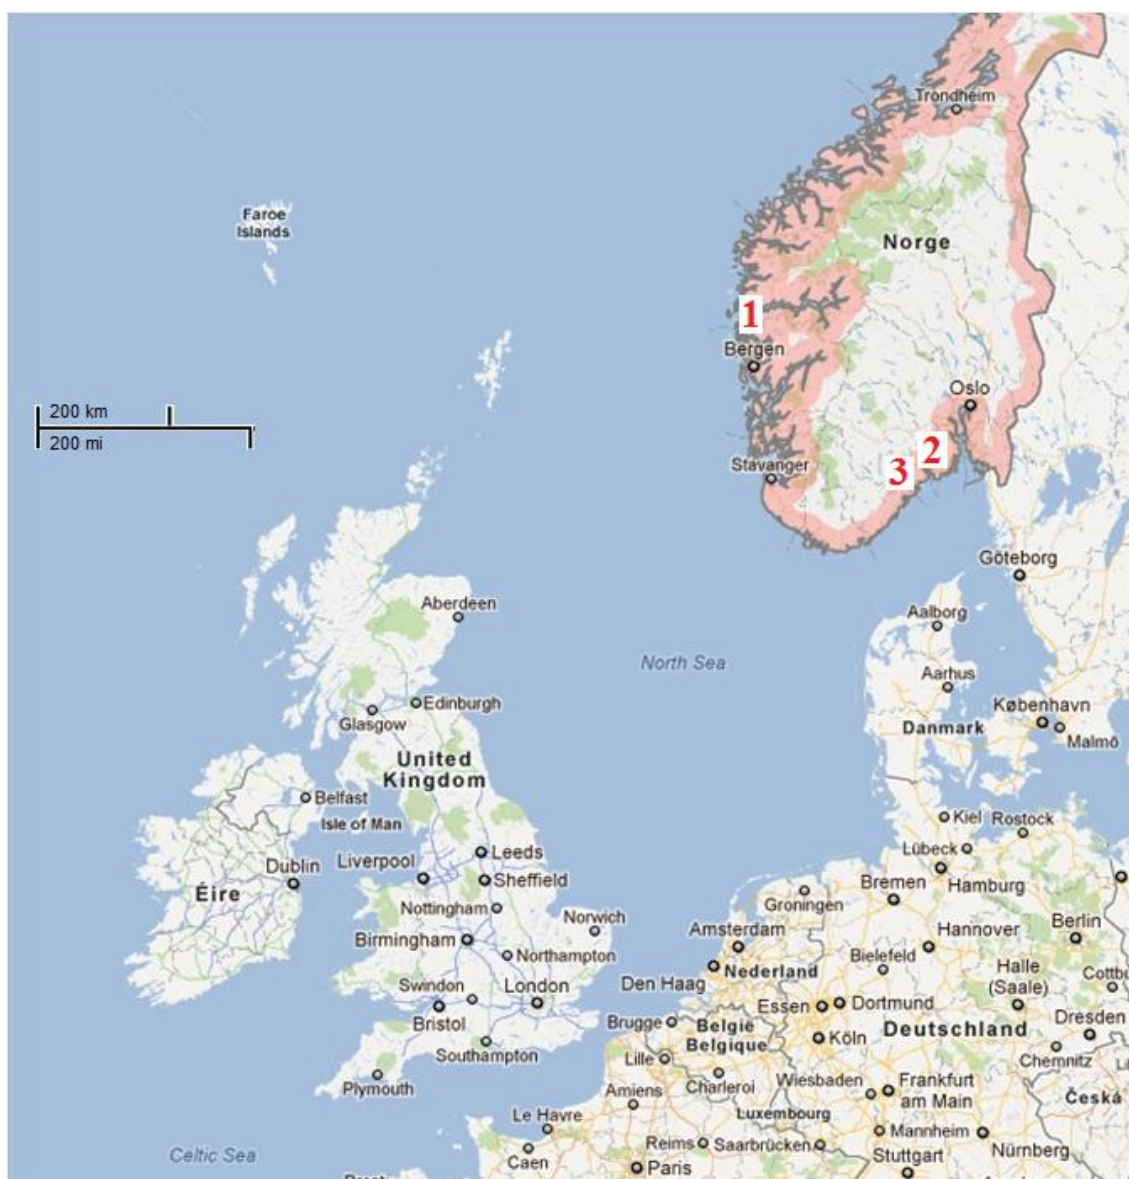 Trondheim
Faroe
Islands
Norge
1
Bergen
200 km
200 mi
Oslo
2
3
Stavanger
Göteborg
Aberdeen
Aalborg
North Sea
Aarhus
Edinburgh
Glasgow
København
Danmark
Malmö
United
Kingdom
Belfast
Isle of Man
Kiel
Rostock
Leeds
Lübeck
Liverpool
Dublin
Sheffield
Bremen
Hamburg
Éire
Groningen
Nottingham
Norwich
Berlin
Amsterdam
Hannover
Birmingham
Northampton
Bielefeld
Nederland
Den Haag
Halle
(Saale)
Cottbu
Swindon
London
Essen
Dortmund
Bristol
Brugge
België
Belgique
Deutschland
Dresden
Köln
Southampton
Lille
Chemnitz
Li
Plymouth
Charleroi
Wiesbaden
Frankfurt
am Main
Amiens
Česká
Le Havre
Luxembourg
Mannheim
Reims
Saarbrücken
Nürnberg
Celtic Sea
Caen
Stuttgart
Paris